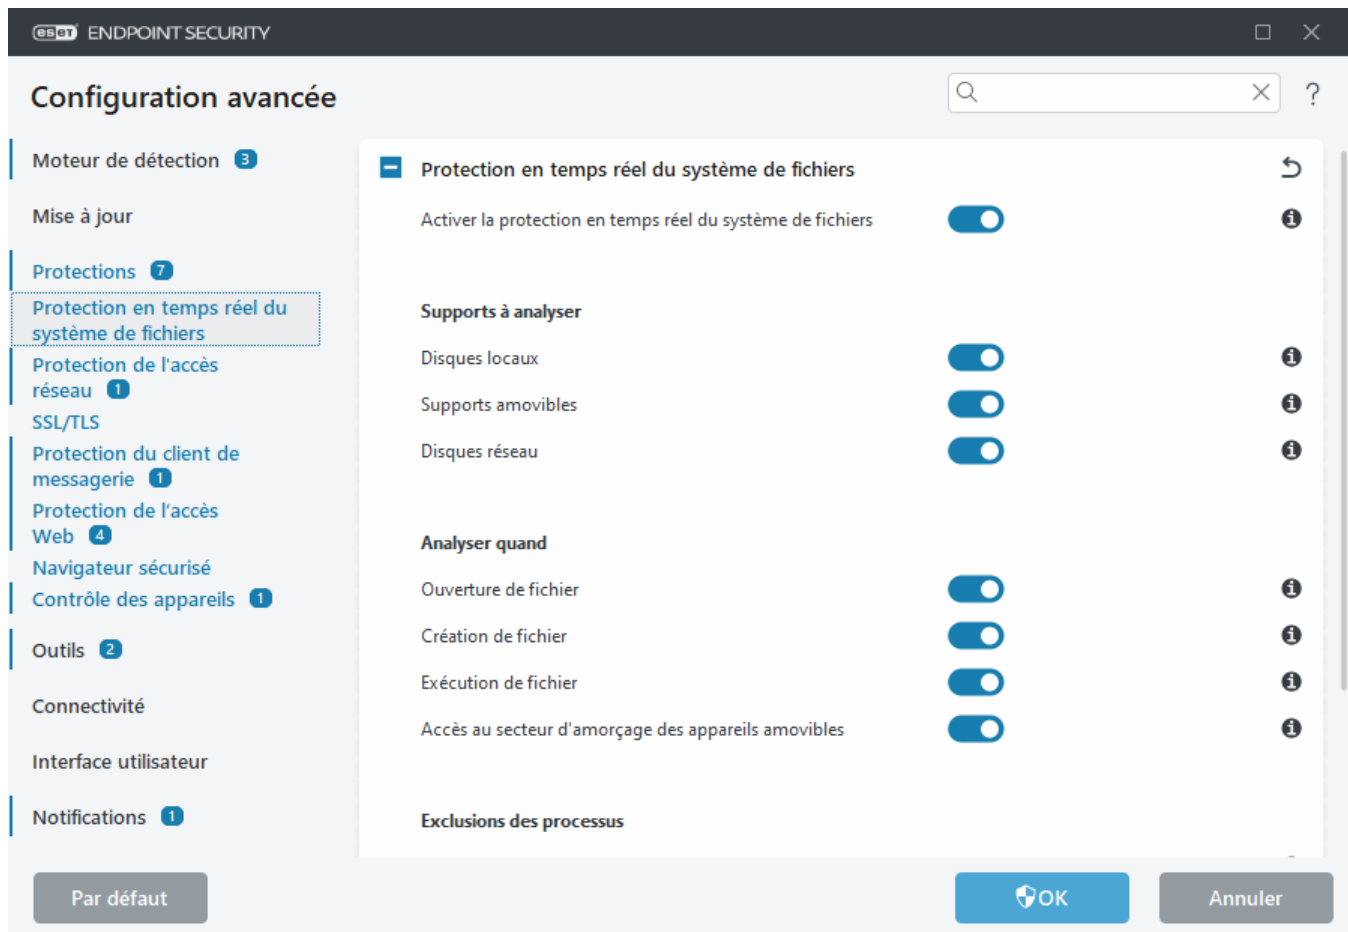 eset ENDPOINT SECURITY
Configuration avancée
?
Moteur de détection 3
Mise à jour
Protections 7
Protection en temps réel du
système de fichiers
Protection de l'accès
réseau 1
SSL/TLS
Protection du client de
messagerie 1
Protection de l'accès
Web 4
Navigateur sécurisé
Contrôle des appareils 1
Outils 2
Connectivité
Interface utilisateur
Notifications 1
Protection en temps réel du système de fichiers
Activer la protection en temps réel du système de fichiers
Supports à analyser
Disques locaux
Supports amovibles
Disques réseau
Analyser quand
Ouverture de fichier
Création de fichier
Exécution de fichier
Accès au secteur d'amorçage des appareils amovibles
Exclusions des processus
Par défaut
OK
Annuler